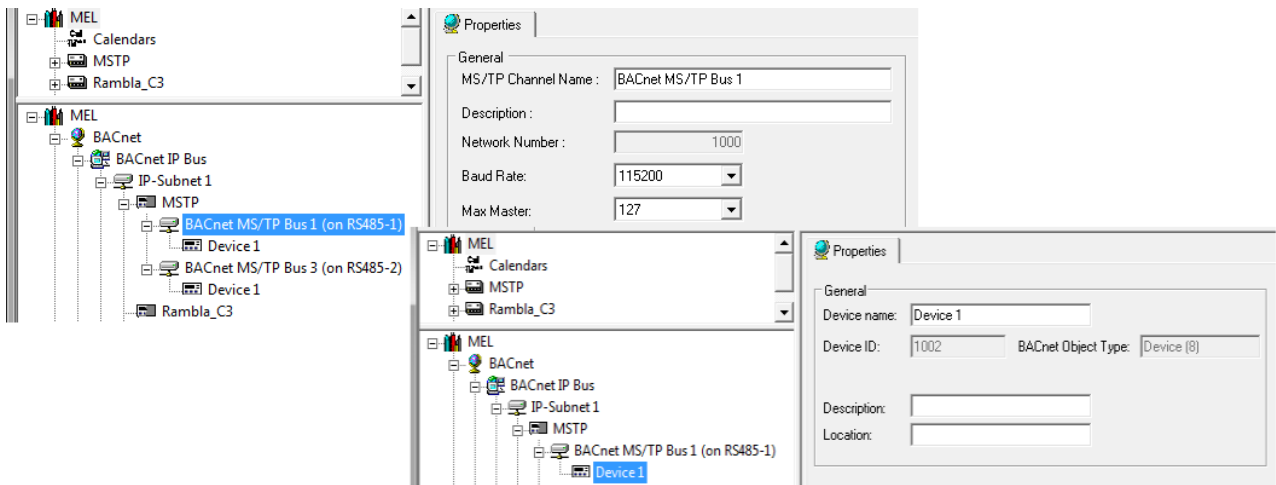 MEL
Calendars
MSTP
Rambla_C3
MEL
BACnet
BACnet IP Bus
IP-Subnet 1
MSTP
BACnet MS/TP Bus 1 (on RS485-1)
Device 1
BACnet MS/TP Bus 3 (on RS485-2)
Device 1
Rambla_C3
Properties
General
MS/TP Channel Name : BACnet MS/TP Bus 1
Description :
Network Number : 1000
Baud Rate: 115200
Max Master: 127
MEL
Calendars
MSTP
Rambla_C3
MEL
BACnet
BACnet IP Bus
IP-Subnet 1
MSTP
BACnet MS/TP Bus 1 (on RS485-1)
Device 1
Properties
General
Device name: Device 1
Device ID: 1002 BACnet Object Type: Device (8)
Description:
Location: